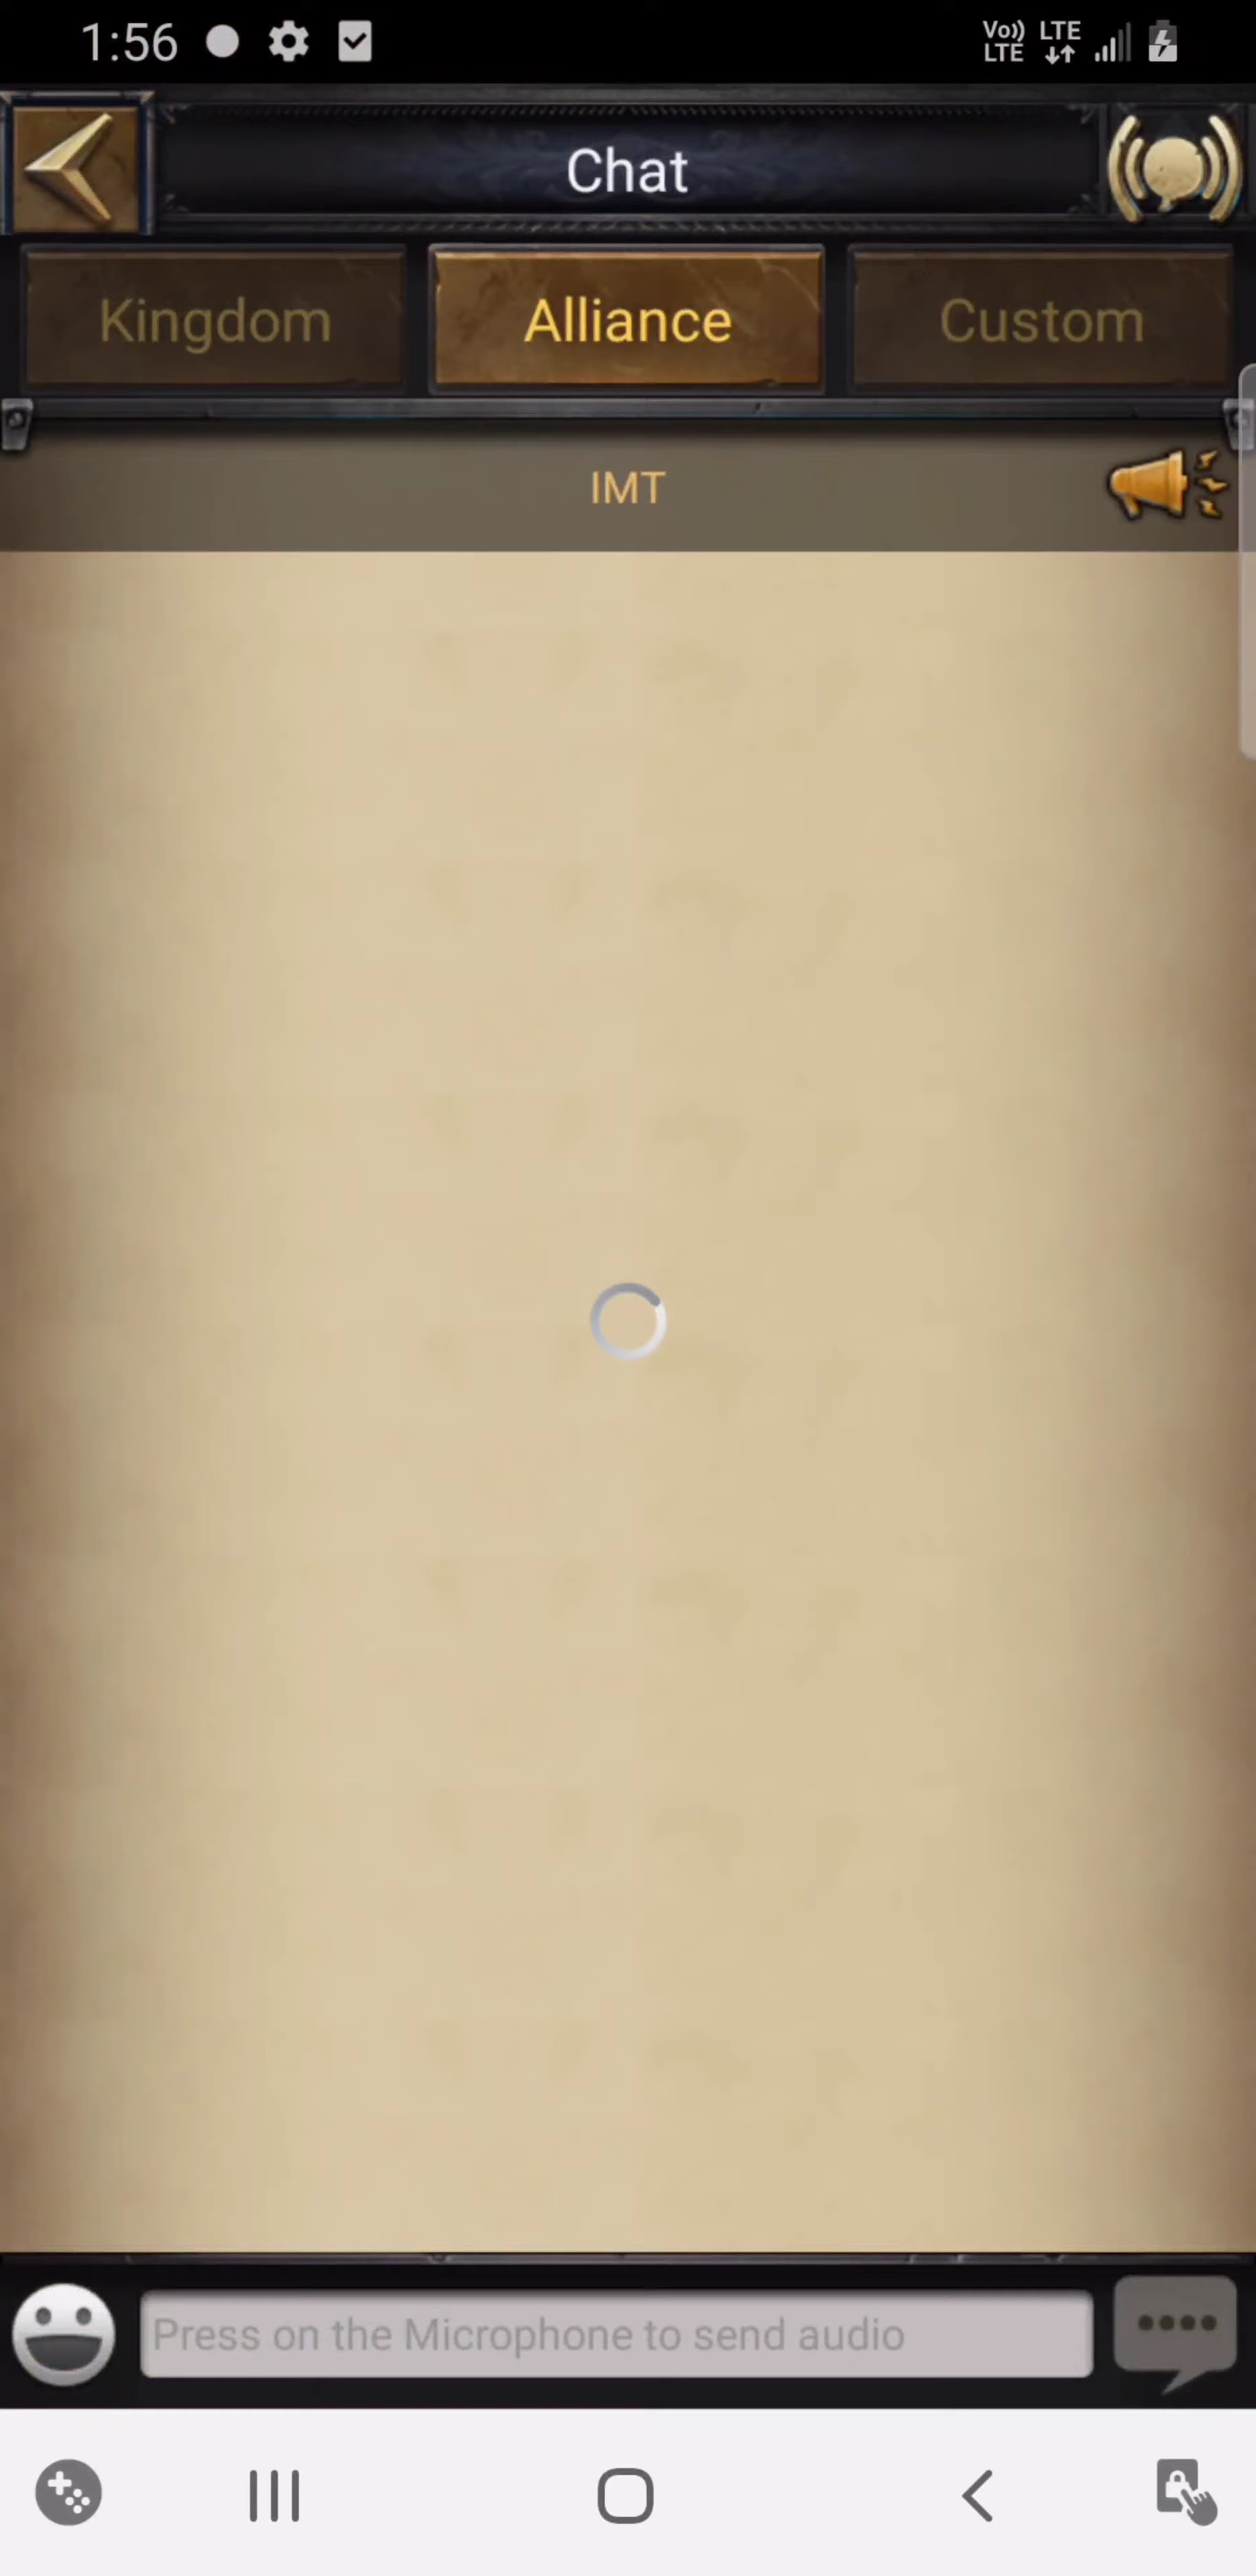 1:56
Vo)) LTE
LTE
Chat
Kingdom
Alliance
Custom
IMT
Press on the Microphone to send audio